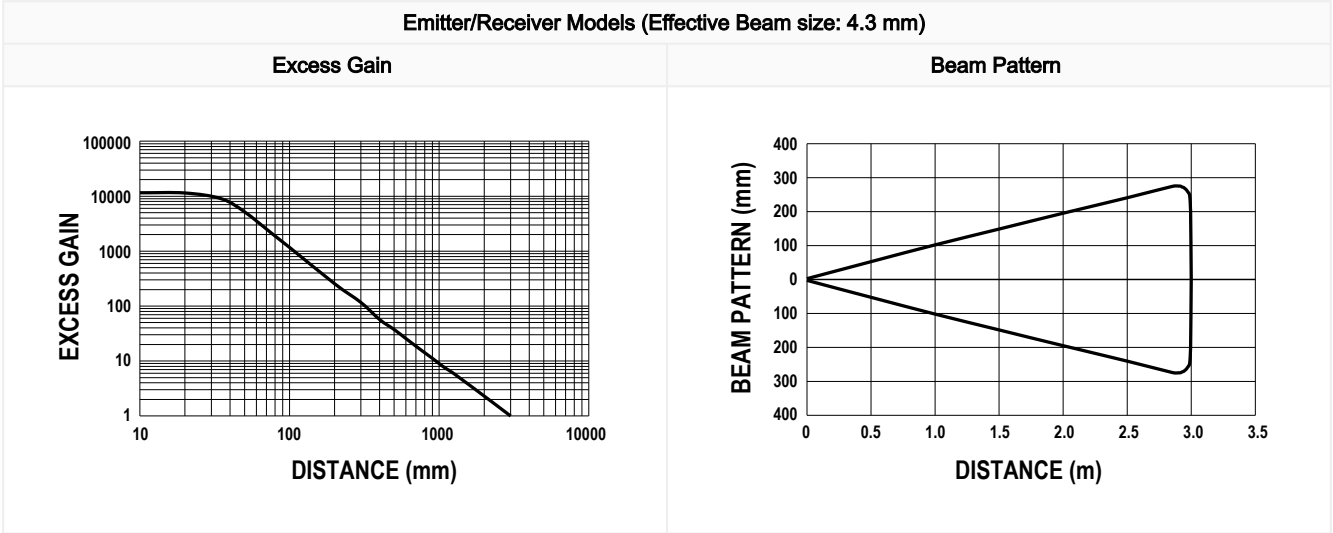 Emitter/Receiver Models (Effective Beam size: 4.3 mm)
Excess Gain
Beam Pattern
EXCESS GAIN
100000
10000
1000
100
10
1
10 100 1000 10000
DISTANCE (mm)
BEAM PATTERN (mm)
400
300
200
100
0
100
200
300
400
0 0.5 1.0 1.5 2.0 2.5 3.0 3.5
DISTANCE (m)